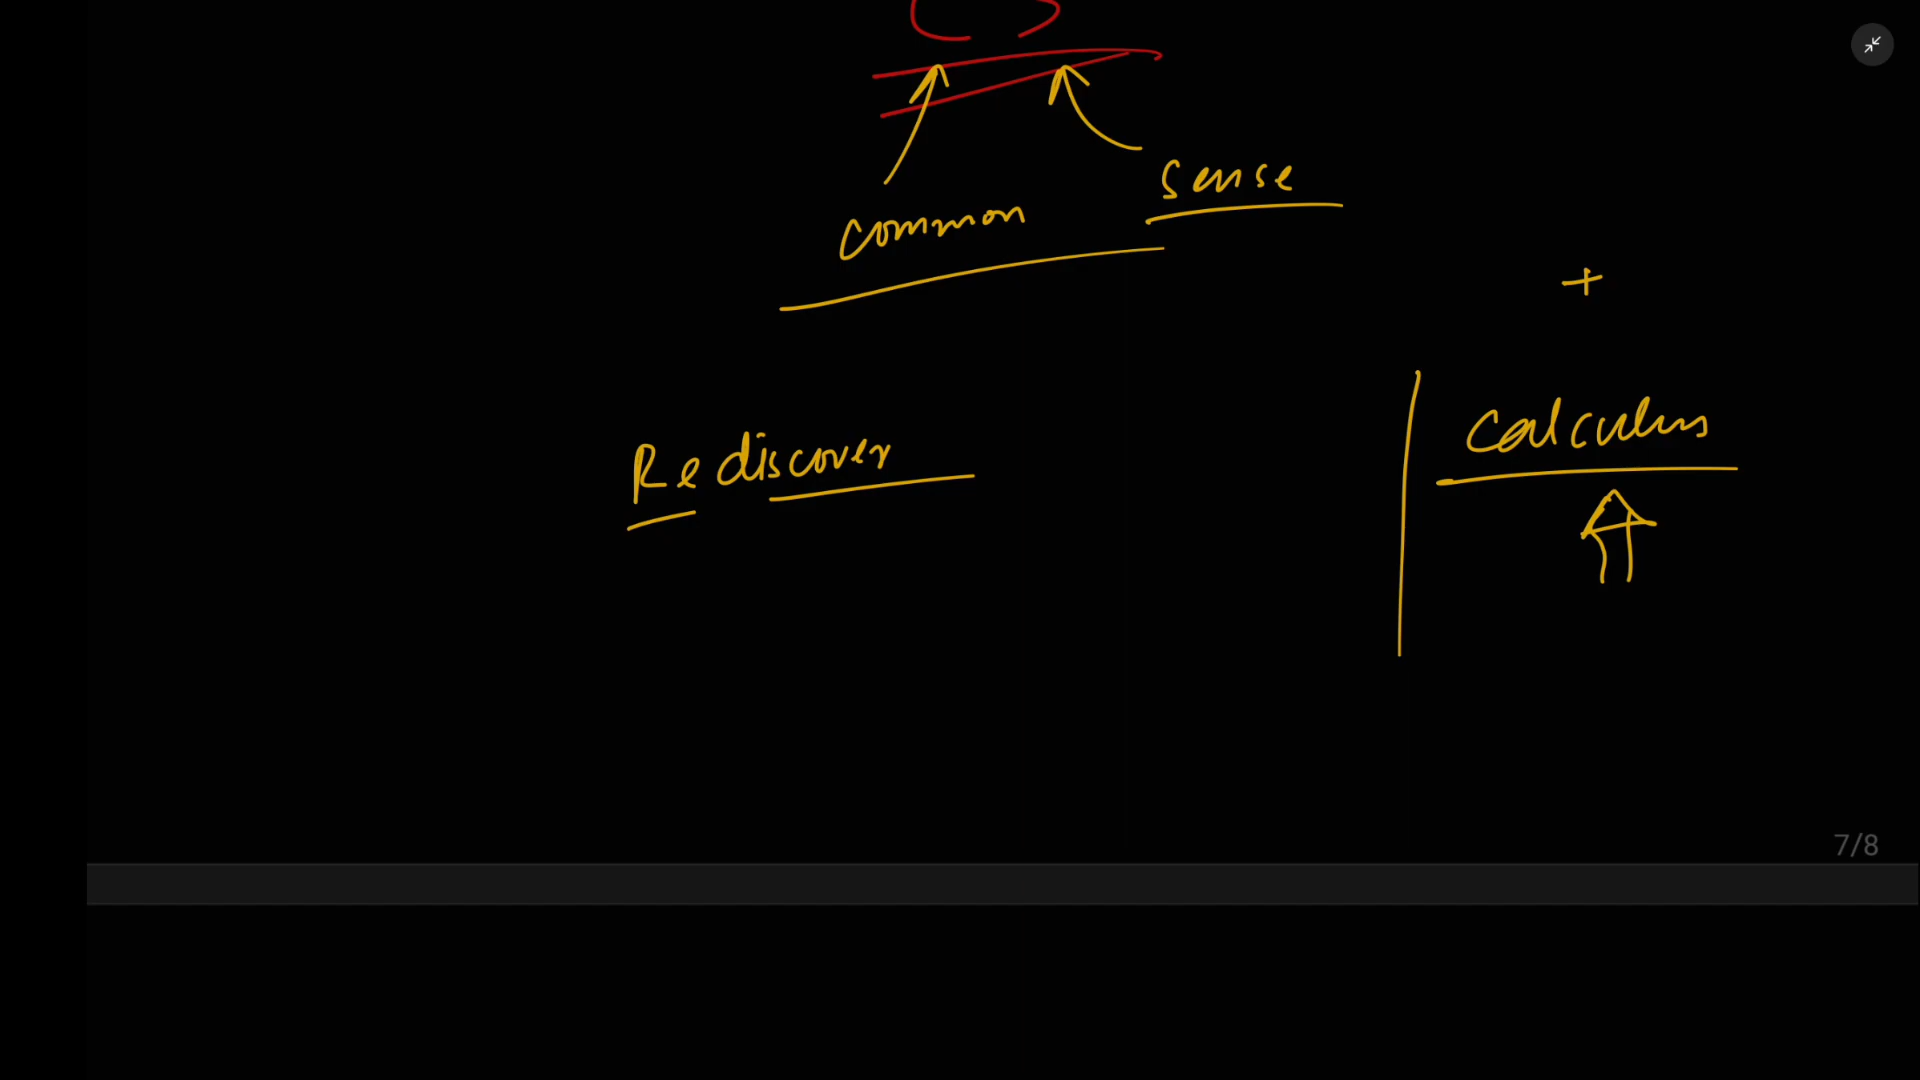 sense
common
+
calculus
Rediscover
7/8